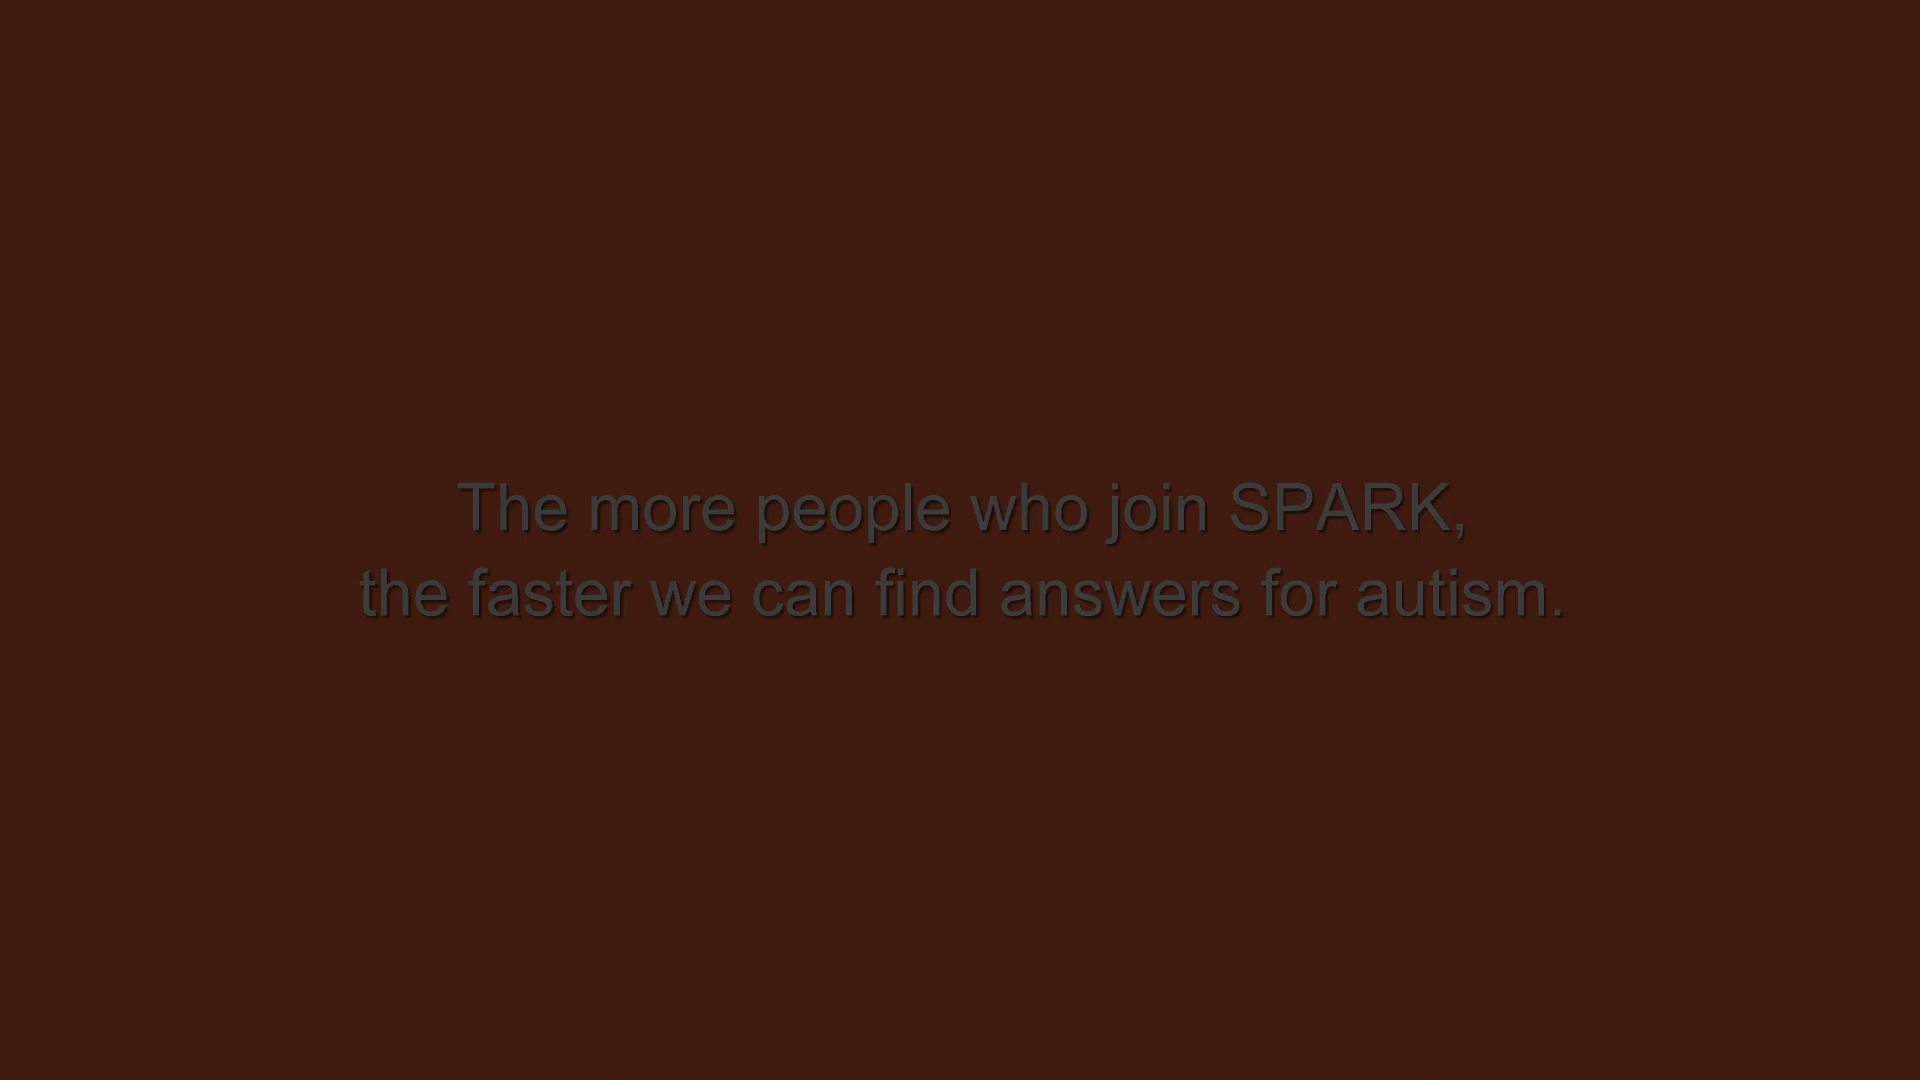 The more people who join SPARK,
the faster we can find answers for autism.